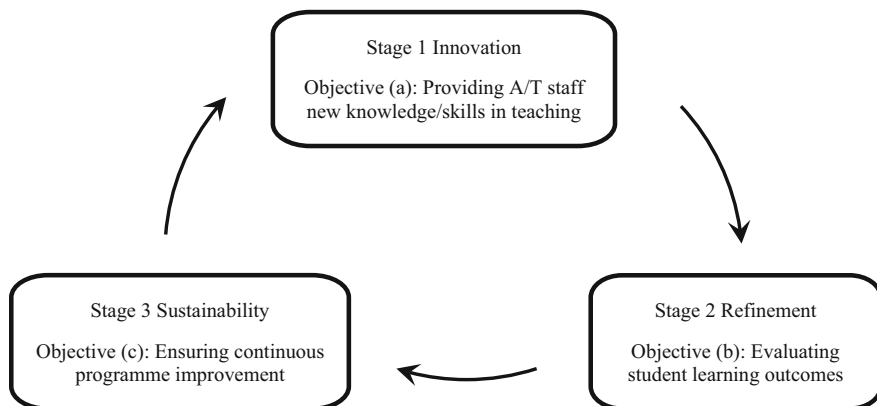 Stage 1 Innovation
Objective (a): Providing A/T staff
new knowledge/skills in teaching
Stage 2 Refinement
Objective (b): Evaluating
student learning outcomes
Stage 3 Sustainability
Objective (c): Ensuring continuous
programme improvement